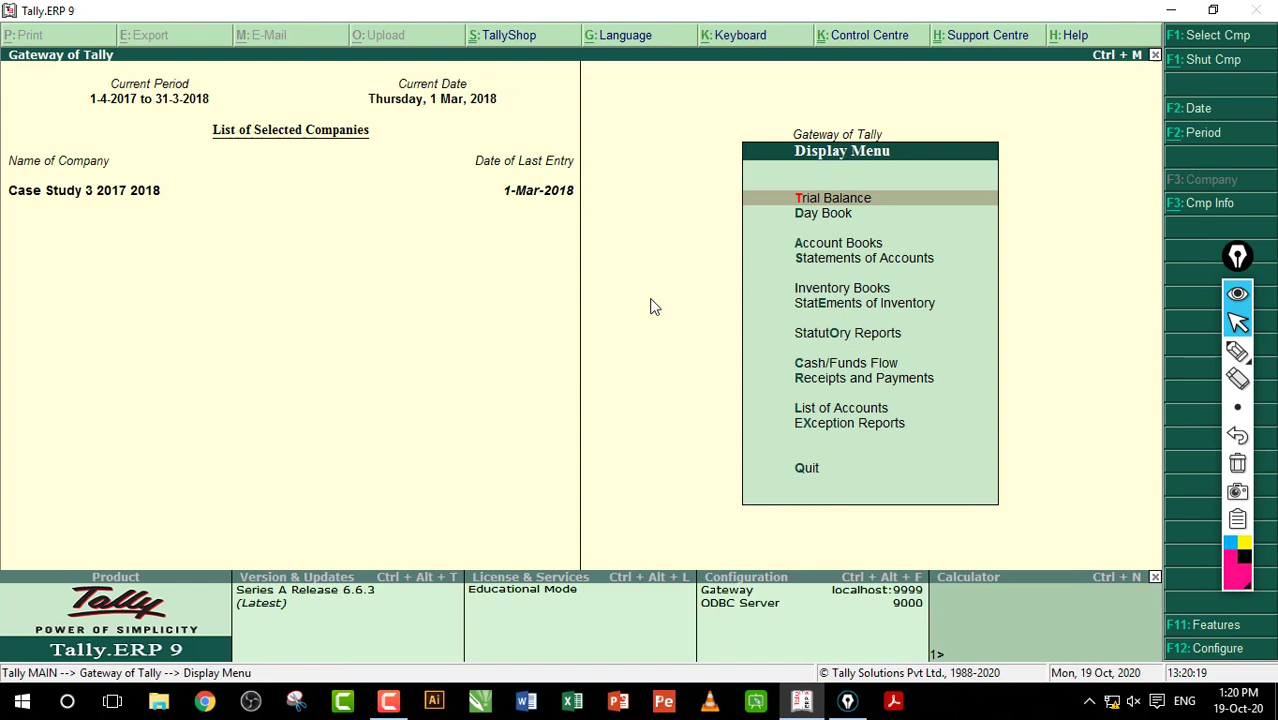 Tally.ERP 9
P: Print
E: Export
M: E-Mail
O: Upload
S: TallyShop
G: Language
K: Keyboard
K: Control Centre
H: Support Centre
H: Help
F1: Select Cmp
F1: Shut Cmp
F2: Date
F2: Period
F3: Company
F3: Cmp Info
F11: Features
F12: Configure
Gateway of Tally
Ctrl + M
Current Period
1-4-2017 to 31-3-2018
Current Date
Thursday, 1 Mar, 2018
List of Selected Companies
Name of Company
Date of Last Entry
Case Study 3 2017 2018
1-Mar-2018
Gateway of Tally
Display Menu
Trial Balance
Day Book
Account Books
Statements of Accounts
Inventory Books
StatEments of Inventory
StatutOry Reports
Cash/Funds Flow
Receipts and Payments
List of Accounts
EXception Reports
Quit
Product
Tally
POWER OF SIMPLICITY
Tally.ERP 9
Version & Updates Ctrl + Alt + T
Series A Release 6.6.3
(Latest)
License & Services Ctrl + Alt + L
Educational Mode
Configuration Ctrl + Alt + F
Gateway localhost:9999
ODBC Server 9000
Calculator Ctrl + N
1>
Tally MAIN --> Gateway of Tally --> Display Menu
© Tally Solutions Pvt Ltd., 1988-2020
Mon, 19 Oct, 2020
13:20:19
ENG
1:20 PM
19-Oct-20